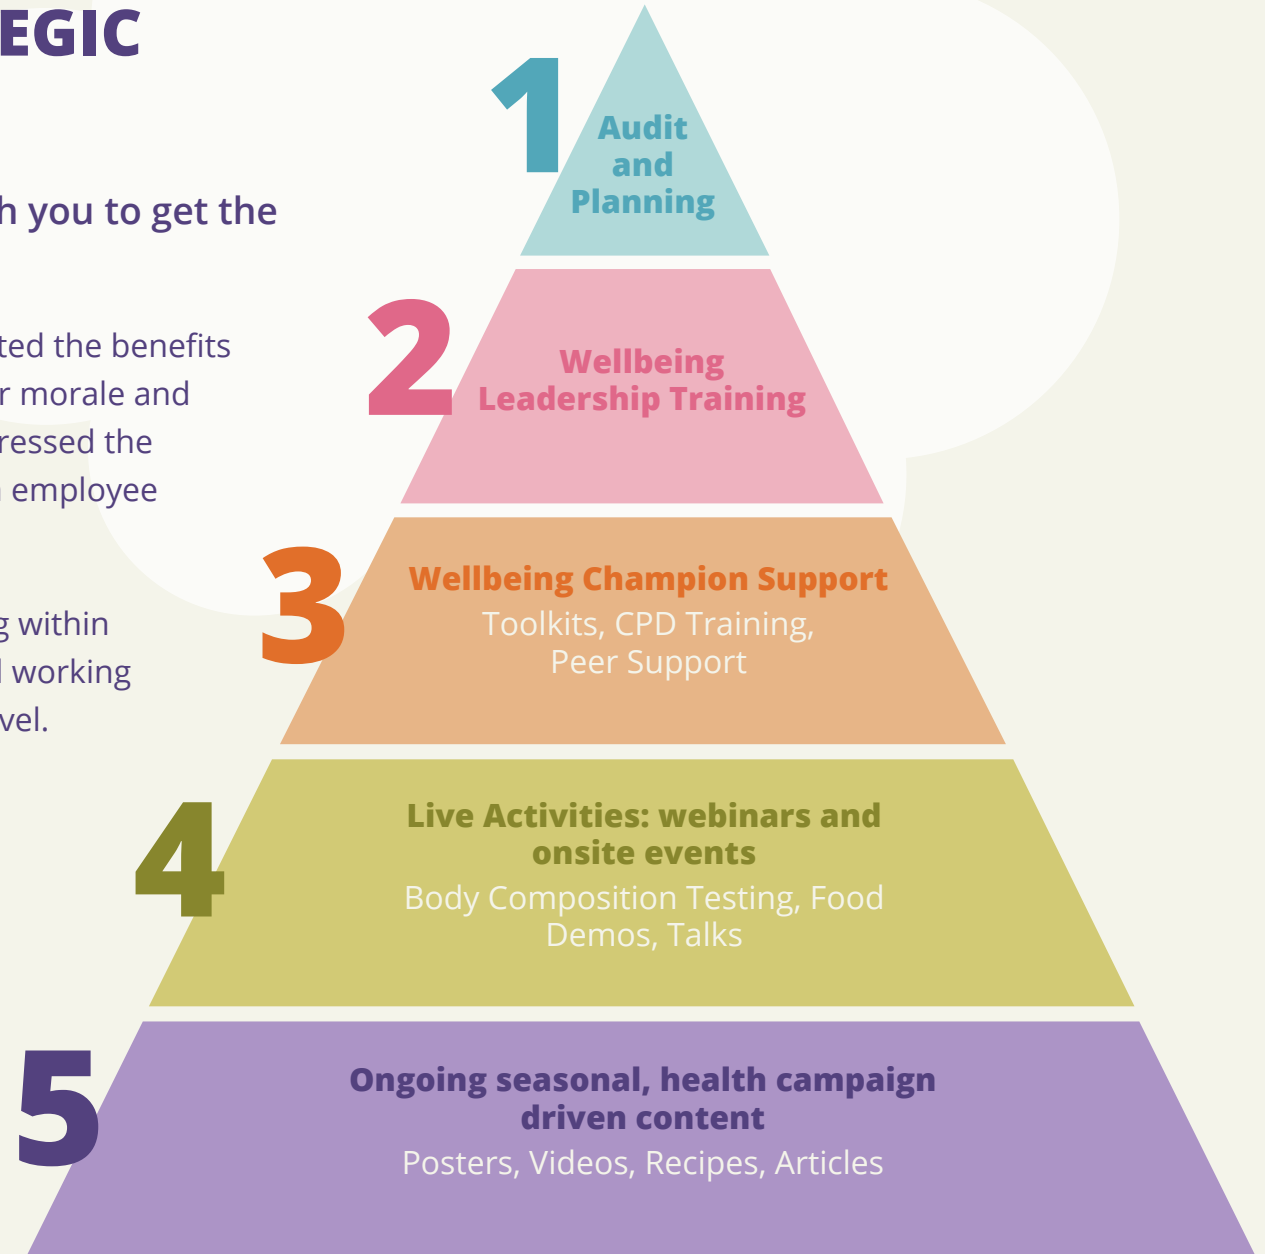 EGIC
h you to get the
ted the benefits
r morale and
ressed the
employee
g within
working
vel.
1
Audit
and
Planning
2
Wellbeing
Leadership Training
3
Wellbeing Champion Support
Toolkits, CPD Training,
Peer Support
4
Live Activities: webinars and
onsite events
Body Composition Testing, Food
Demos, Talks
5
Ongoing seasonal, health campaign
driven content
Posters, Videos, Recipes, Articles